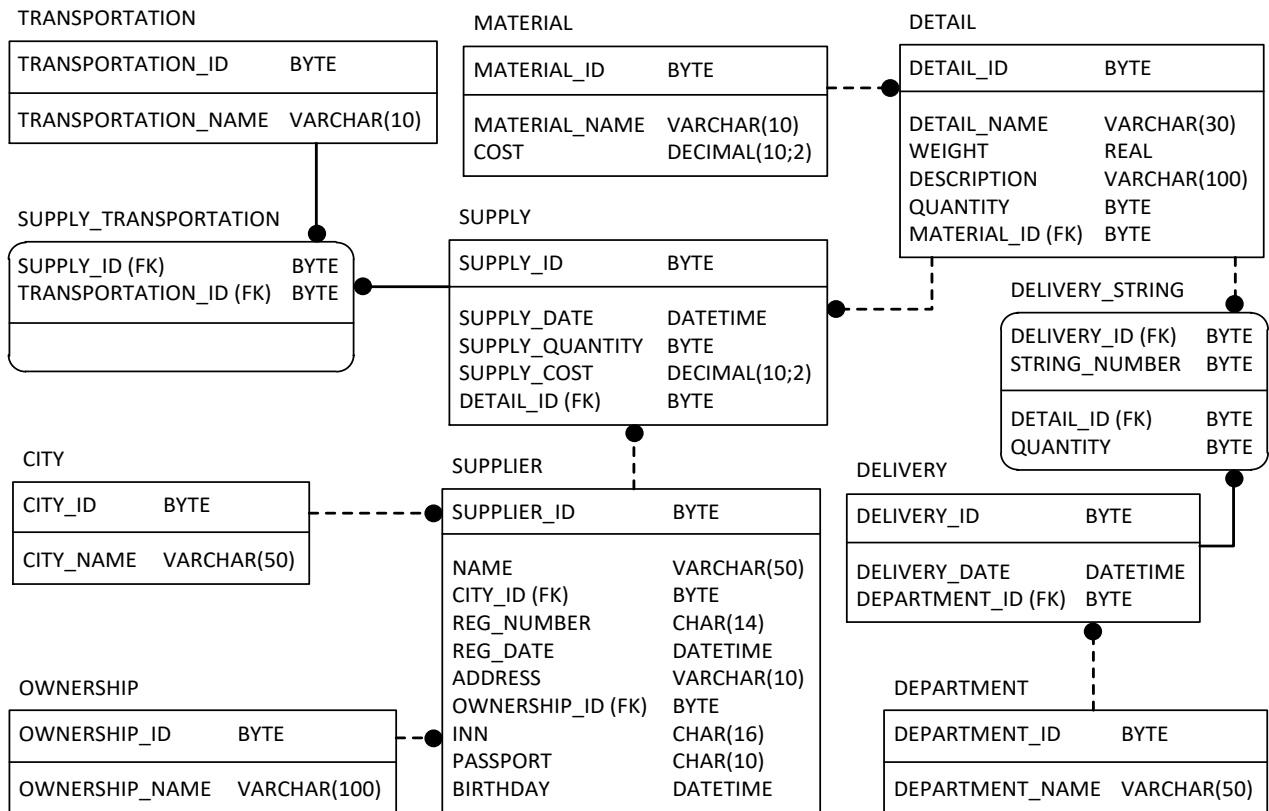 TRANSPORTATION
TRANSPORTATION_ID BYTE
TRANSPORTATION_NAME VARCHAR(10)
MATERIAL
MATERIAL_ID BYTE
MATERIAL_NAME VARCHAR(10)
COST DECIMAL(10;2)
DETAIL
DETAIL_ID BYTE
DETAIL_NAME VARCHAR(30)
WEIGHT REAL
DESCRIPTION VARCHAR(100)
QUANTITY BYTE
MATERIAL_ID (FK) BYTE
SUPPLY_TRANSPORTATION
SUPPLY_ID (FK) BYTE
TRANSPORTATION_ID (FK) BYTE
SUPPLY
SUPPLY_ID BYTE
SUPPLY_DATE DATETIME
SUPPLY_QUANTITY BYTE
SUPPLY_COST DECIMAL(10;2)
DETAIL_ID (FK) BYTE
DELIVERY_STRING
DELIVERY_ID (FK) BYTE
STRING_NUMBER BYTE
DETAIL_ID (FK) BYTE
QUANTITY BYTE
CITY
CITY_ID BYTE
CITY_NAME VARCHAR(50)
SUPPLIER
SUPPLIER_ID BYTE
NAME VARCHAR(50)
CITY_ID (FK) BYTE
REG_NUMBER CHAR(14)
REG_DATE DATETIME
ADDRESS VARCHAR(10)
OWNERSHIP_ID (FK) BYTE
INN CHAR(16)
PASSPORT CHAR(10)
BIRTHDAY DATETIME
DELIVERY
DELIVERY_ID BYTE
DELIVERY_DATE DATETIME
DEPARTMENT_ID (FK) BYTE
OWNERSHIP
OWNERSHIP_ID BYTE
OWNERSHIP_NAME VARCHAR(100)
DEPARTMENT
DEPARTMENT_ID BYTE
DEPARTMENT_NAME VARCHAR(50)